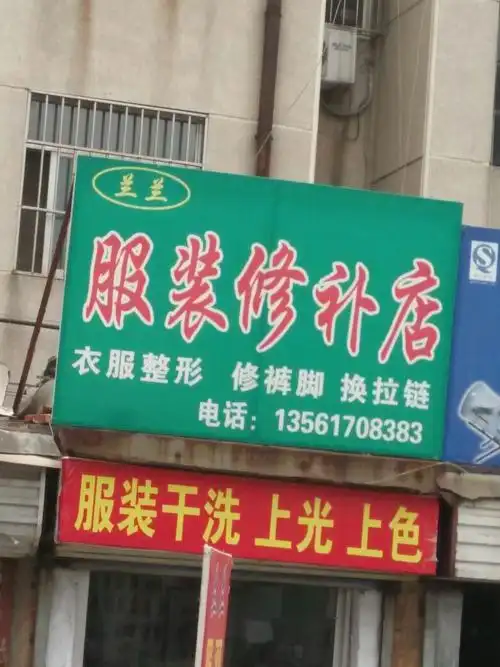 兰兰
服装修补店
衣服整形 修裤脚 换拉链
电话：13561708383
服装干洗 上光 上色